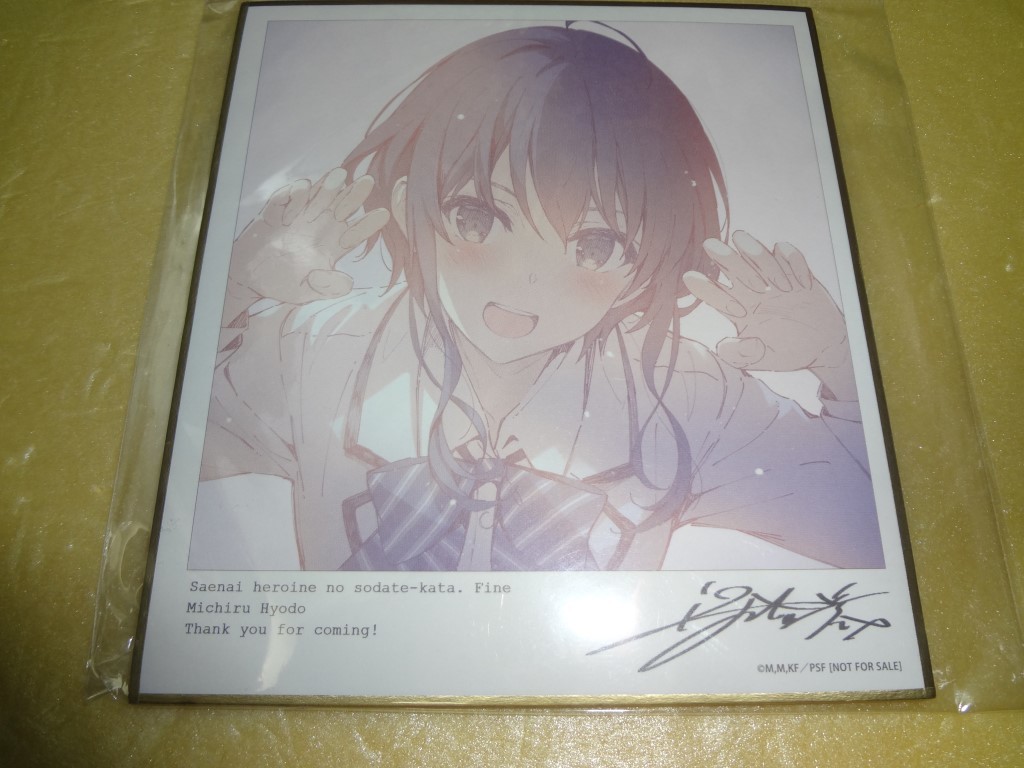 Saenai heroine no sodate-kata. Fine
Michiru Hyodo
Thank you for coming!
©M,M,KF／PSF [NOT FOR SALE]